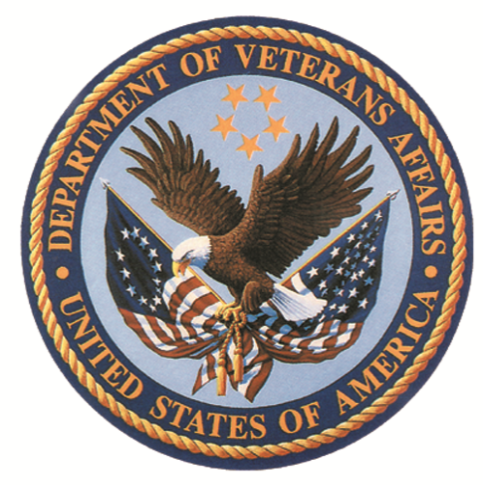 DEPARTMENT OF VETERANS AFFAIRS
UNITED STATES OF AMERICA